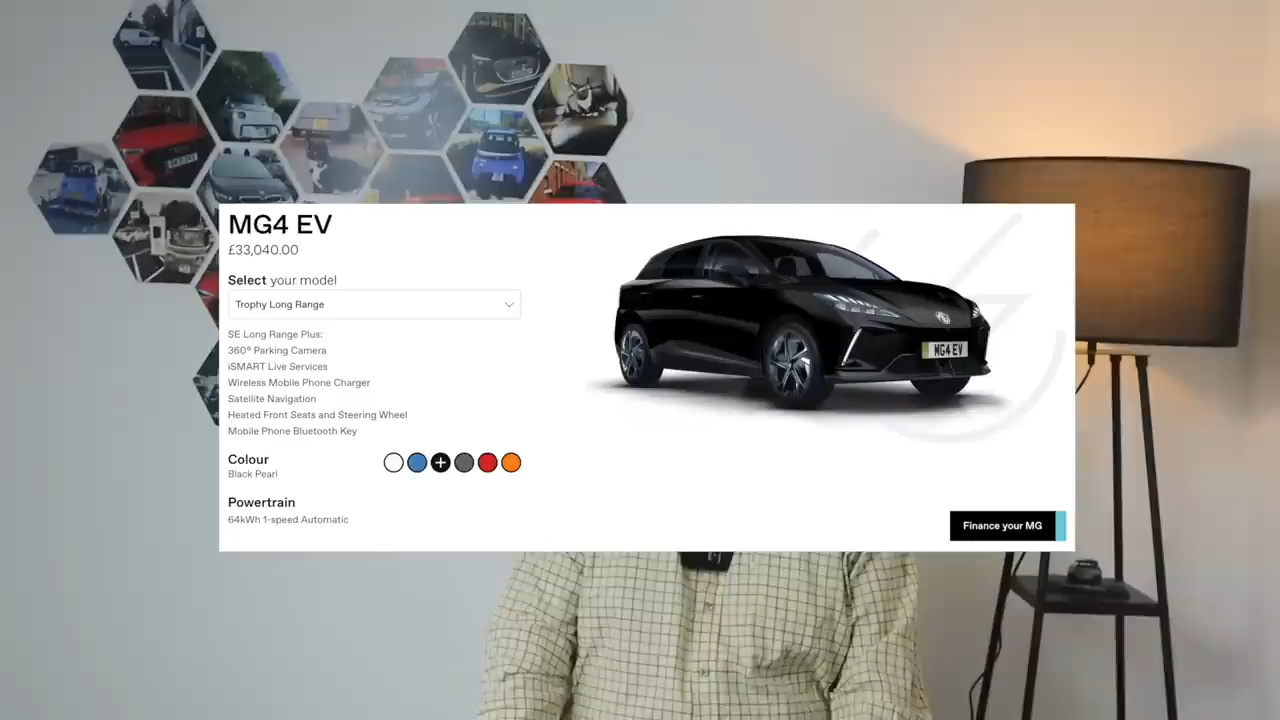 MG4 EV
£33,040.00
Select your model
Trophy Long Range
SE Long Range Plus:
360° Parking Camera
iSMART Live Services
Wireless Mobile Phone Charger
Satellite Navigation
Heated Front Seats and Steering Wheel
Mobile Phone Bluetooth Key
Colour
Black Pearl
Powertrain
64kWh 1-speed Automatic
MG4 EV
Finance your MG